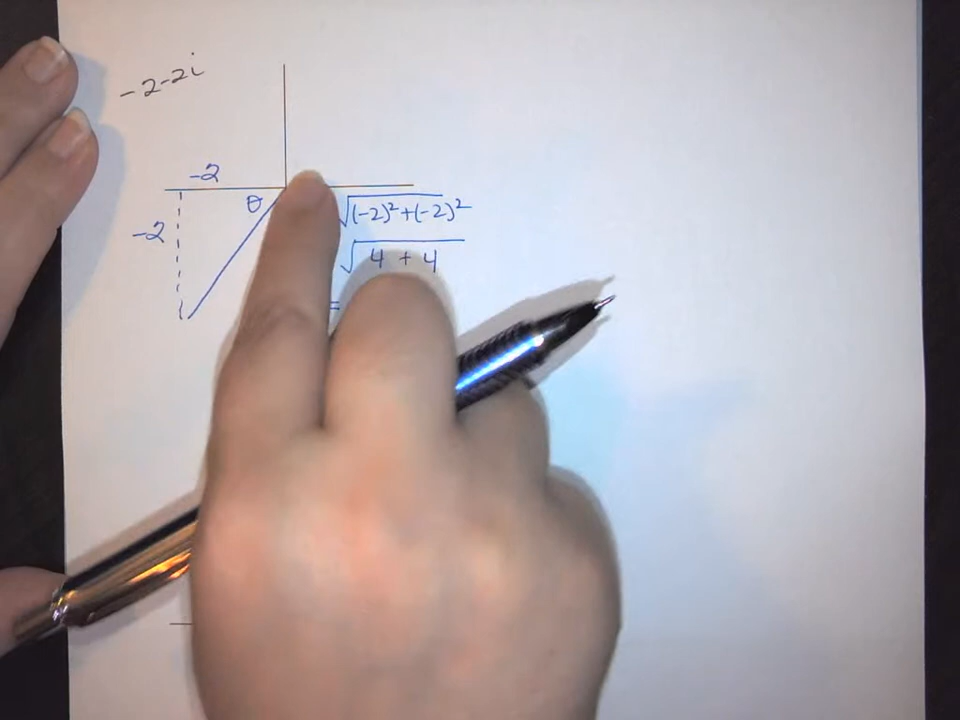 -2-2i
-2
θ
√(-2)²+(-2)²
-2
√4 + 4
=